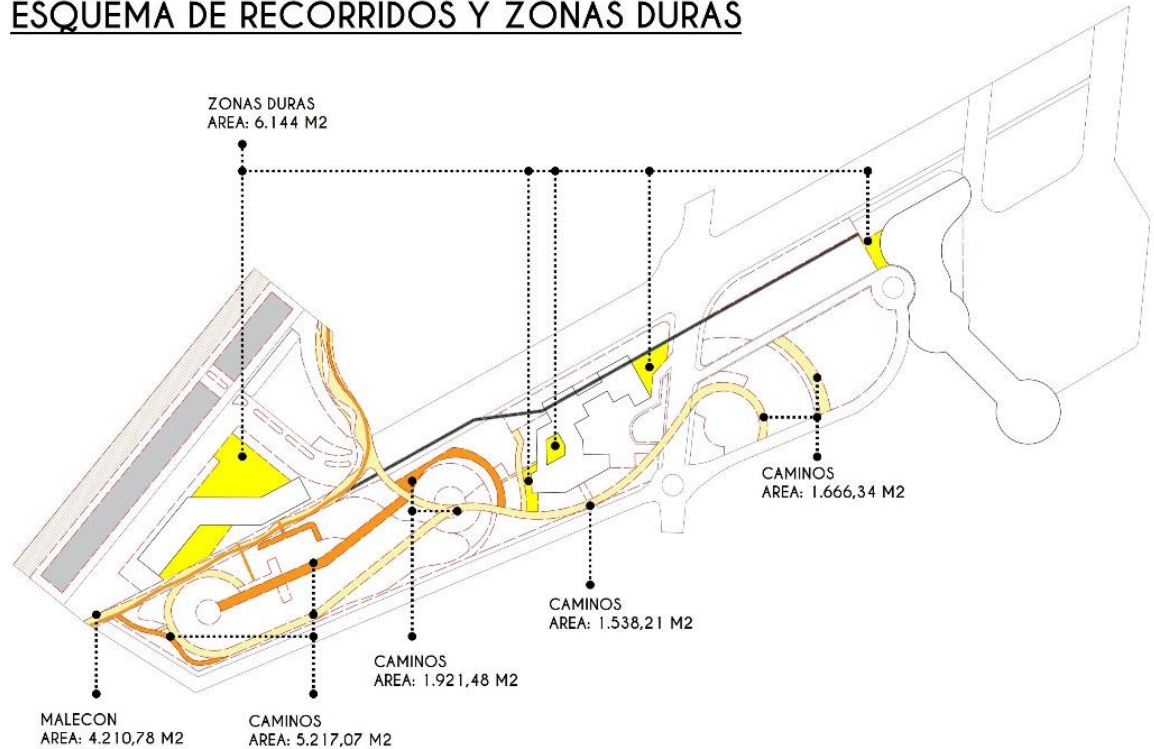 ESQUEMA DE RECORRIDOS Y ZONAS DURAS
ZONAS DURAS
AREA: 6.144 M2
CAMINOS
AREA: 1.666,34 M2
CAMINOS
AREA: 1.538,21 M2
CAMINOS
AREA: 1.921,48 M2
MALECON
AREA: 4.210,78 M2
CAMINOS
AREA: 5.217,07 M2